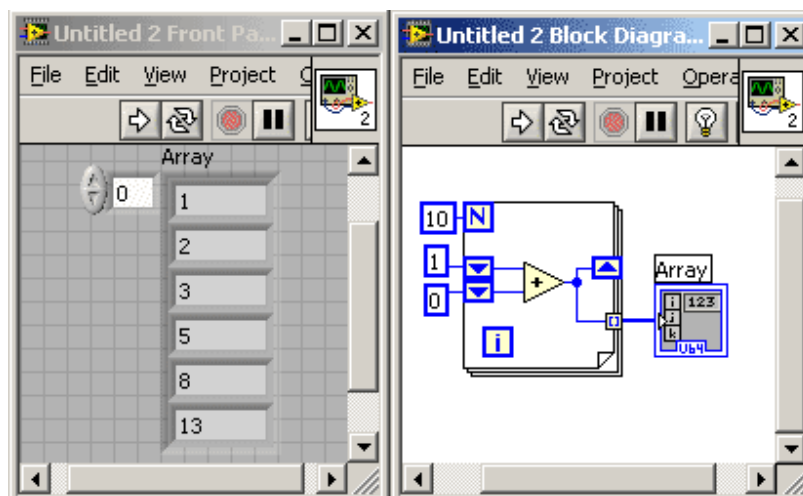 Untitled 2 Front Pa...
File Edit View Project O
2
Array
0
1
2
3
5
8
13
Untitled 2 Block Diagra...
File Edit View Project Opera
2
10 N
1
0
+
i
Array
i
j
k
123
U64